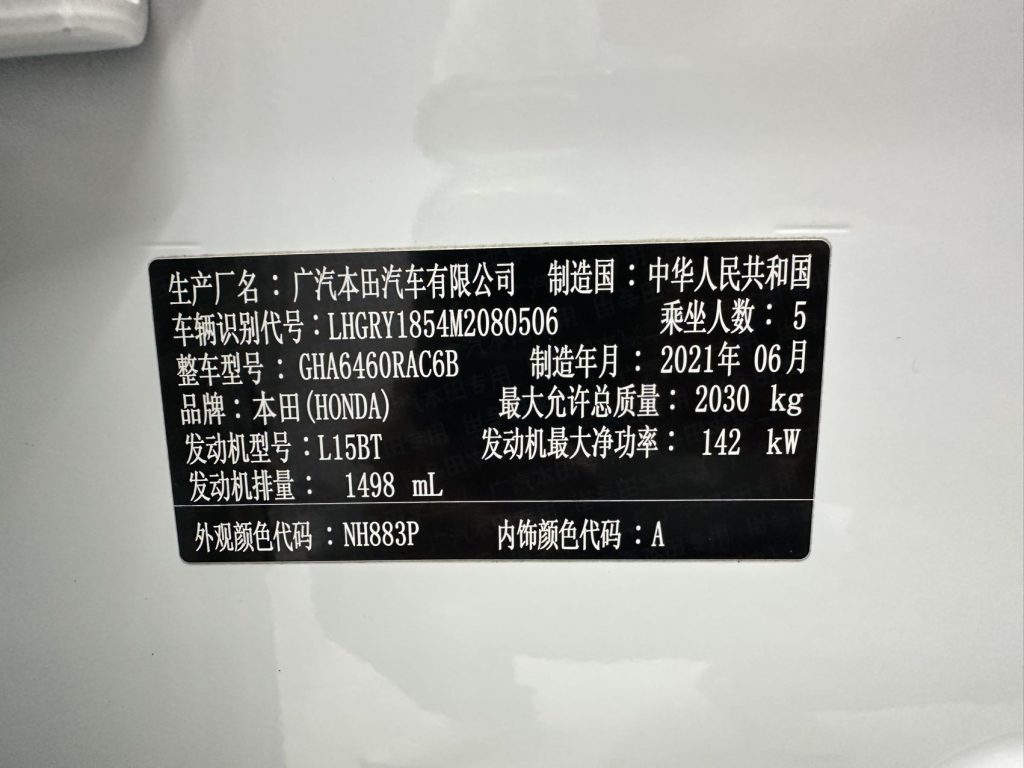 生产厂名：广汽本田汽车有限公司 制造国：中华人民共和国
车辆识别代号：LHGRY1854M2080506 乘坐人数：5
整车型号：GHA6460RAC6B 制造年月：2021年 06月
品牌：本田(HONDA) 最大允许总质量：2030 kg
发动机型号：L15BT 发动机最大净功率：142 kW
发动机排量：1498 mL
外观颜色代码：NH883P 内饰颜色代码：A